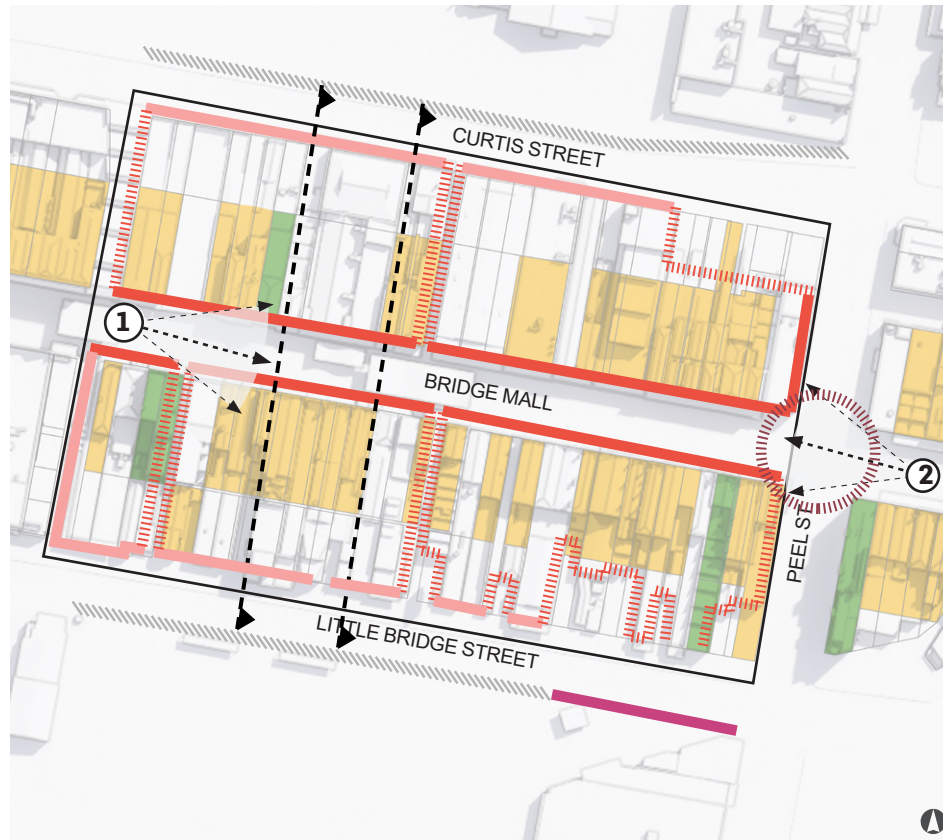 CURTIS STREET
1
BRIDGE MALL
2
PEEL ST
LITTLE BRIDGE STREET